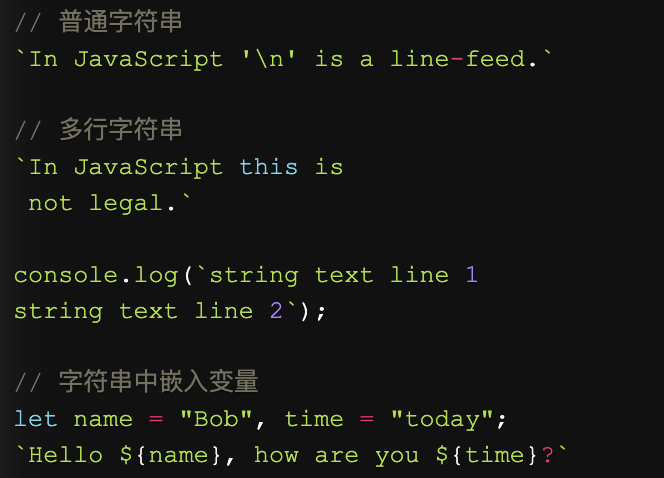 // 普通字符串
`In JavaScript '\n' is a line-feed.`
// 多行字符串
`In JavaScript this is
 not legal.`
console.log(`string text line 1
string text line 2`);
// 字符串中嵌入变量
let name = "Bob", time = "today";
`Hello ${name}, how are you ${time}?`